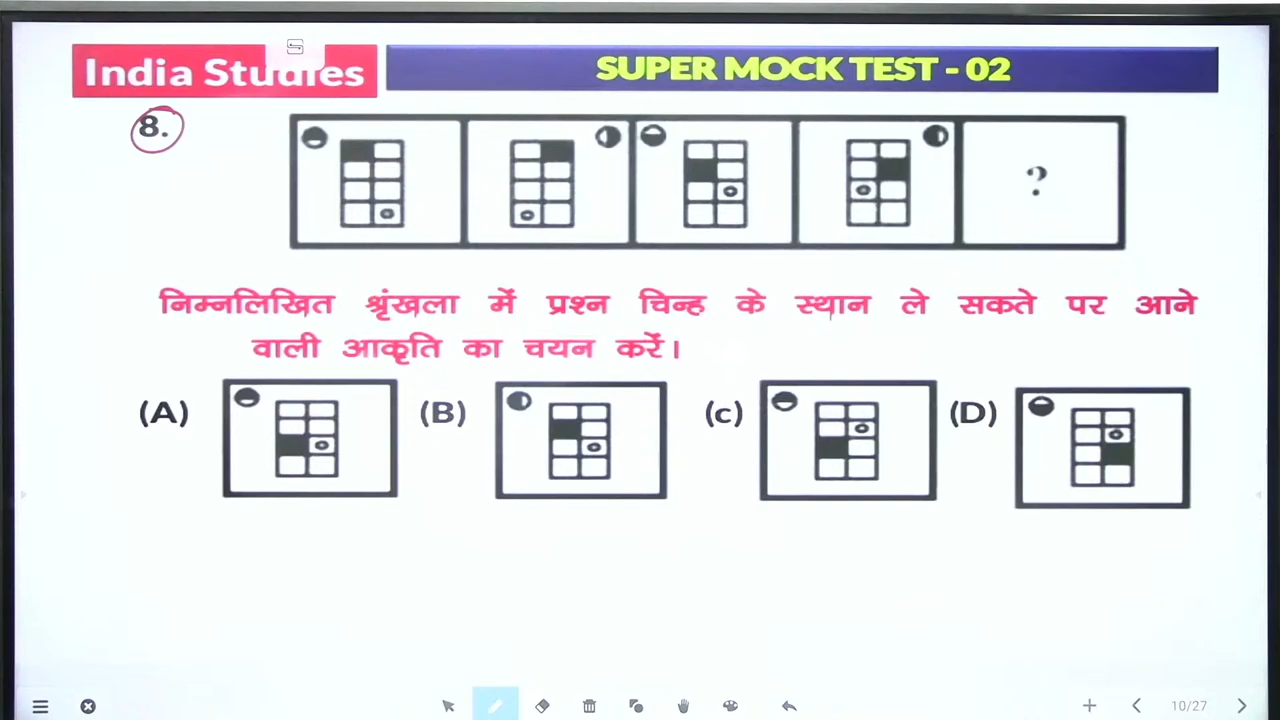 India Studies
SUPER MOCK TEST - 02
8.
?
निम्नलिखित श्रृंखला में प्रश्न चिन्ह के स्थान ले सकते पर आने
वाली आकृति का चयन करें।
(A) (B) (c) (D)
10/27